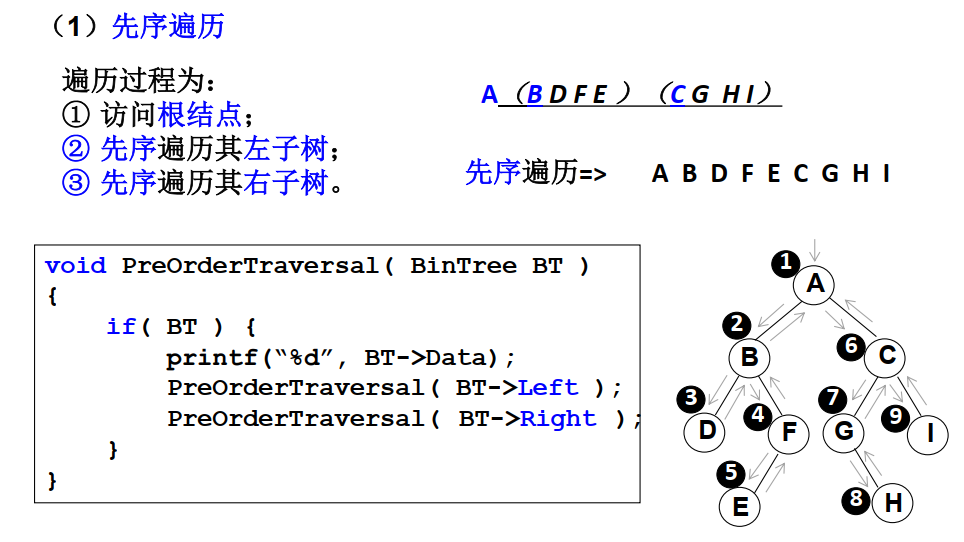 （1）先序遍历
遍历过程为：
① 访问根结点；
② 先序遍历其左子树；
③ 先序遍历其右子树。
A（B D F E ）（C G H I）
先序遍历=> A B D F E C G H I
void PreOrderTraversal( BinTree BT )
{
if( BT ) {
printf(“%d”, BT->Data);
PreOrderTraversal( BT->Left );
PreOrderTraversal( BT->Right );
}
}
1
A
2
B
6
C
3
D
4
F
7
G
9
I
5
E
8
H